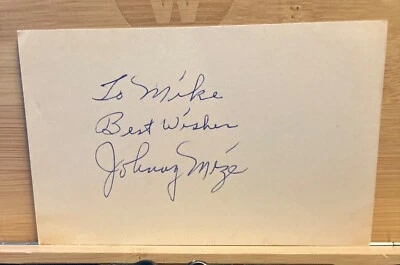 W
To Mike
Best Wishes
Johnny Mize